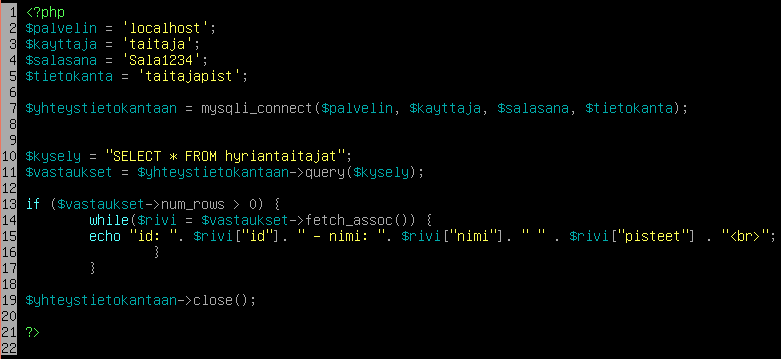 1 <?php
2 $palvelin = 'localhost';
3 $kayttaja = 'taitaja';
4 $salasana = 'Sala1234';
5 $tietokanta = 'taitajapist';
6
7 $yhteystietokantaan = mysqli_connect($palvelin, $kayttaja, $salasana, $tietokanta);
8
9
10 $kysely = "SELECT * FROM hyriantaitajat";
11 $vastaukset = $yhteystietokantaan->query($kysely);
12
13 if ($vastaukset->num_rows > 0) {
14         while($rivi = $vastaukset->fetch_assoc()) {
15         echo "id: ". $rivi["id"]. " - nimi: ". $rivi["nimi"]. " " . $rivi["pisteet"] . "<br>";
16                 }
17         }
18
19 $yhteystietokantaan->close();
20
21 ?>
22